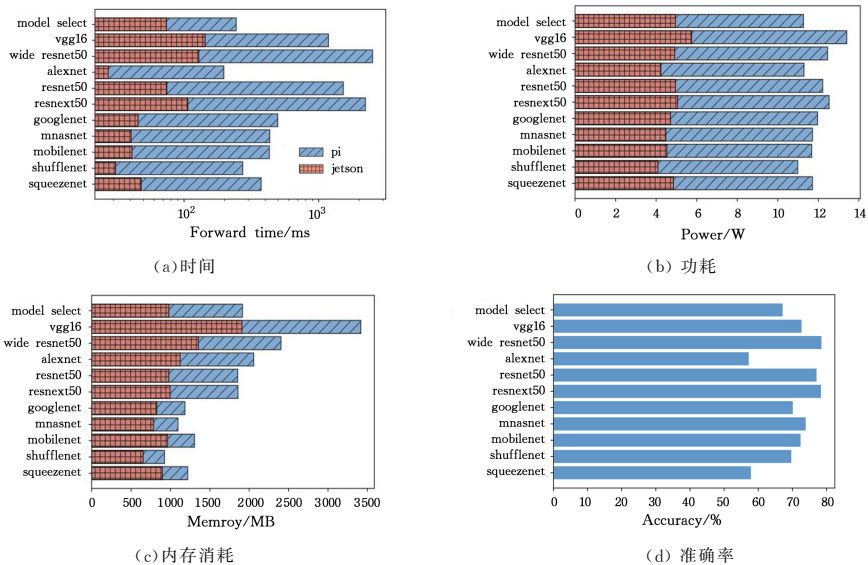 model select
vgg16
wide resnet50
alexnet
resnet50
resnext50
googlenet
mnasnet
mobilenet
shufflenet
squeezenet
pi
jetson
10² 10³
Forward time/ms
(a)时间
model select
vgg16
wide resnet50
alexnet
resnet50
resnext50
googlenet
mnasnet
mobilenet
shufflenet
squeezenet
0 2 4 6 8 10 12 14
Power/W
(b) 功耗
model select
vgg16
wide resnet50
alexnet
resnet50
resnext50
googlenet
mnasnet
mobilenet
shufflenet
squeezenet
0 500 1000 1500 2000 2500 3000 3500
Memroy/MB
(c)内存消耗
model select
vgg16
wide resnet50
alexnet
resnet50
resnext50
googlenet
mnasnet
mobilenet
shufflenet
squeezenet
0 10 20 30 40 50 60 70 80
Accuracy/%
(d) 准确率